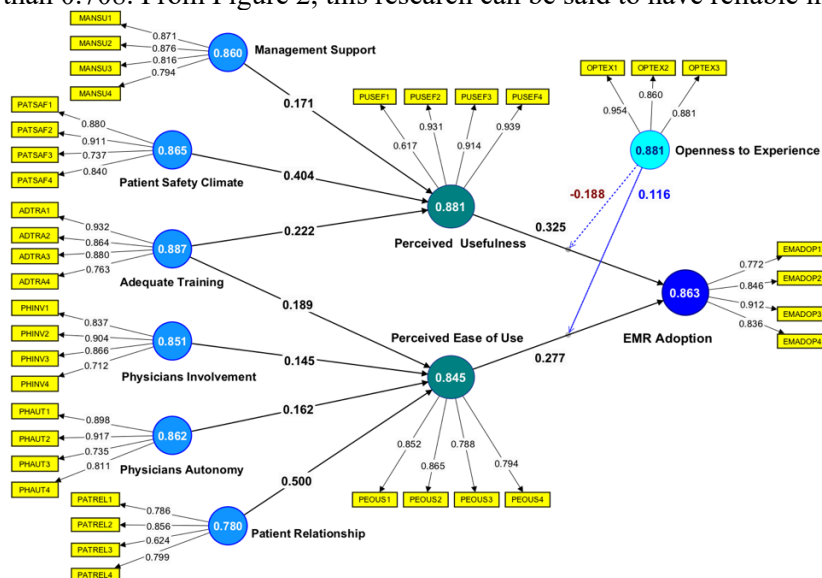 than 0.708. From Figure 2, this research can be said to have reliable in
MANSU1
MANSU2
MANSU3
MANSU4
0.871
0.876
0.816
0.794
0.860
Management Support
0.171
PATSAF1
PATSAF2
PATSAF3
PATSAF4
0.880
0.911
0.737
0.840
0.865
Patient Safety Climate
0.404
ADTRA1
ADTRA2
ADTRA3
ADTRA4
0.932
0.864
0.880
0.763
0.887
Adequate Training
0.222
0.189
PHINV1
PHINV2
PHINV3
PHINV4
0.837
0.904
0.866
0.712
0.851
Physicians Involvement
0.145
PHAUT1
PHAUT2
PHAUT3
PHAUT4
0.898
0.917
0.735
0.811
0.862
Physicians Autonomy
0.162
PATREL1
PATREL2
PATREL3
PATREL4
0.786
0.856
0.624
0.799
0.780
Patient Relationship
0.500
PUSEF1
PUSEF2
PUSEF3
PUSEF4
0.617
0.931
0.914
0.939
0.881
Perceived Usefulness
0.325
Perceived Ease of Use
0.845
0.277
0.852
0.865
0.788
0.794
PEOUS1
PEOUS2
PEOUS3
PEOUS4
OPTEX1
OPTEX2
OPTEX3
0.954
0.860
0.881
0.881
Openness to Experience
-0.188
0.116
0.863
EMR Adoption
0.772
0.846
0.912
0.836
EMADOP1
EMADOP2
EMADOP3
EMADOP4